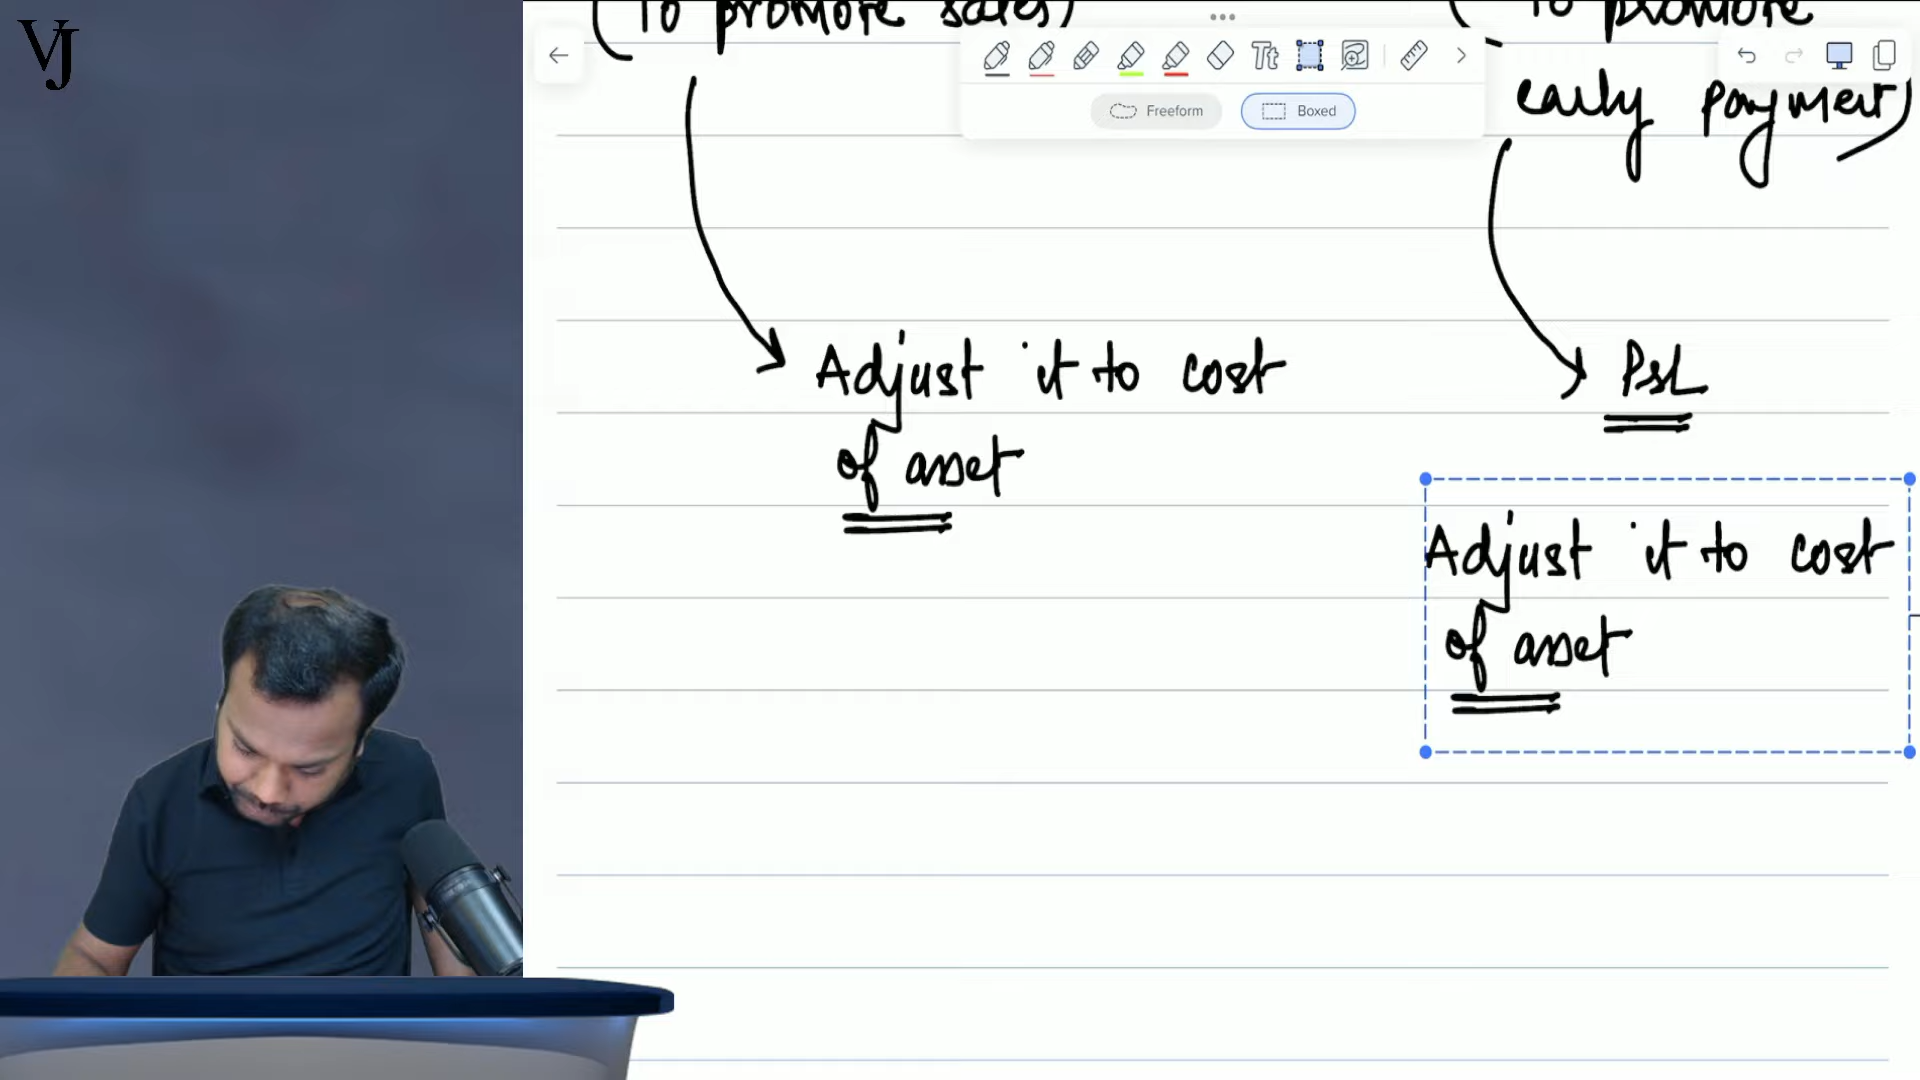 VJ
(To promote sales)
(To promote
early payment)
Freeform
Boxed
Tt
Adjust it to cost
of asset
P&L
Adjust it to cost
of asset